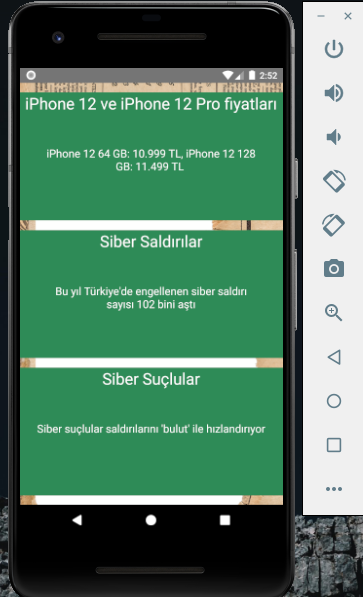 2:52
iPhone 12 ve iPhone 12 Pro fiyatları
iPhone 12 64 GB: 10.999 TL, iPhone 12 128
GB: 11.499 TL
Siber Saldırılar
Bu yıl Türkiye'de engellenen siber saldırı
sayısı 102 bini aştı
Siber Suçlular
Siber suçlular saldırılarını 'bulut' ile hızlandırıyor